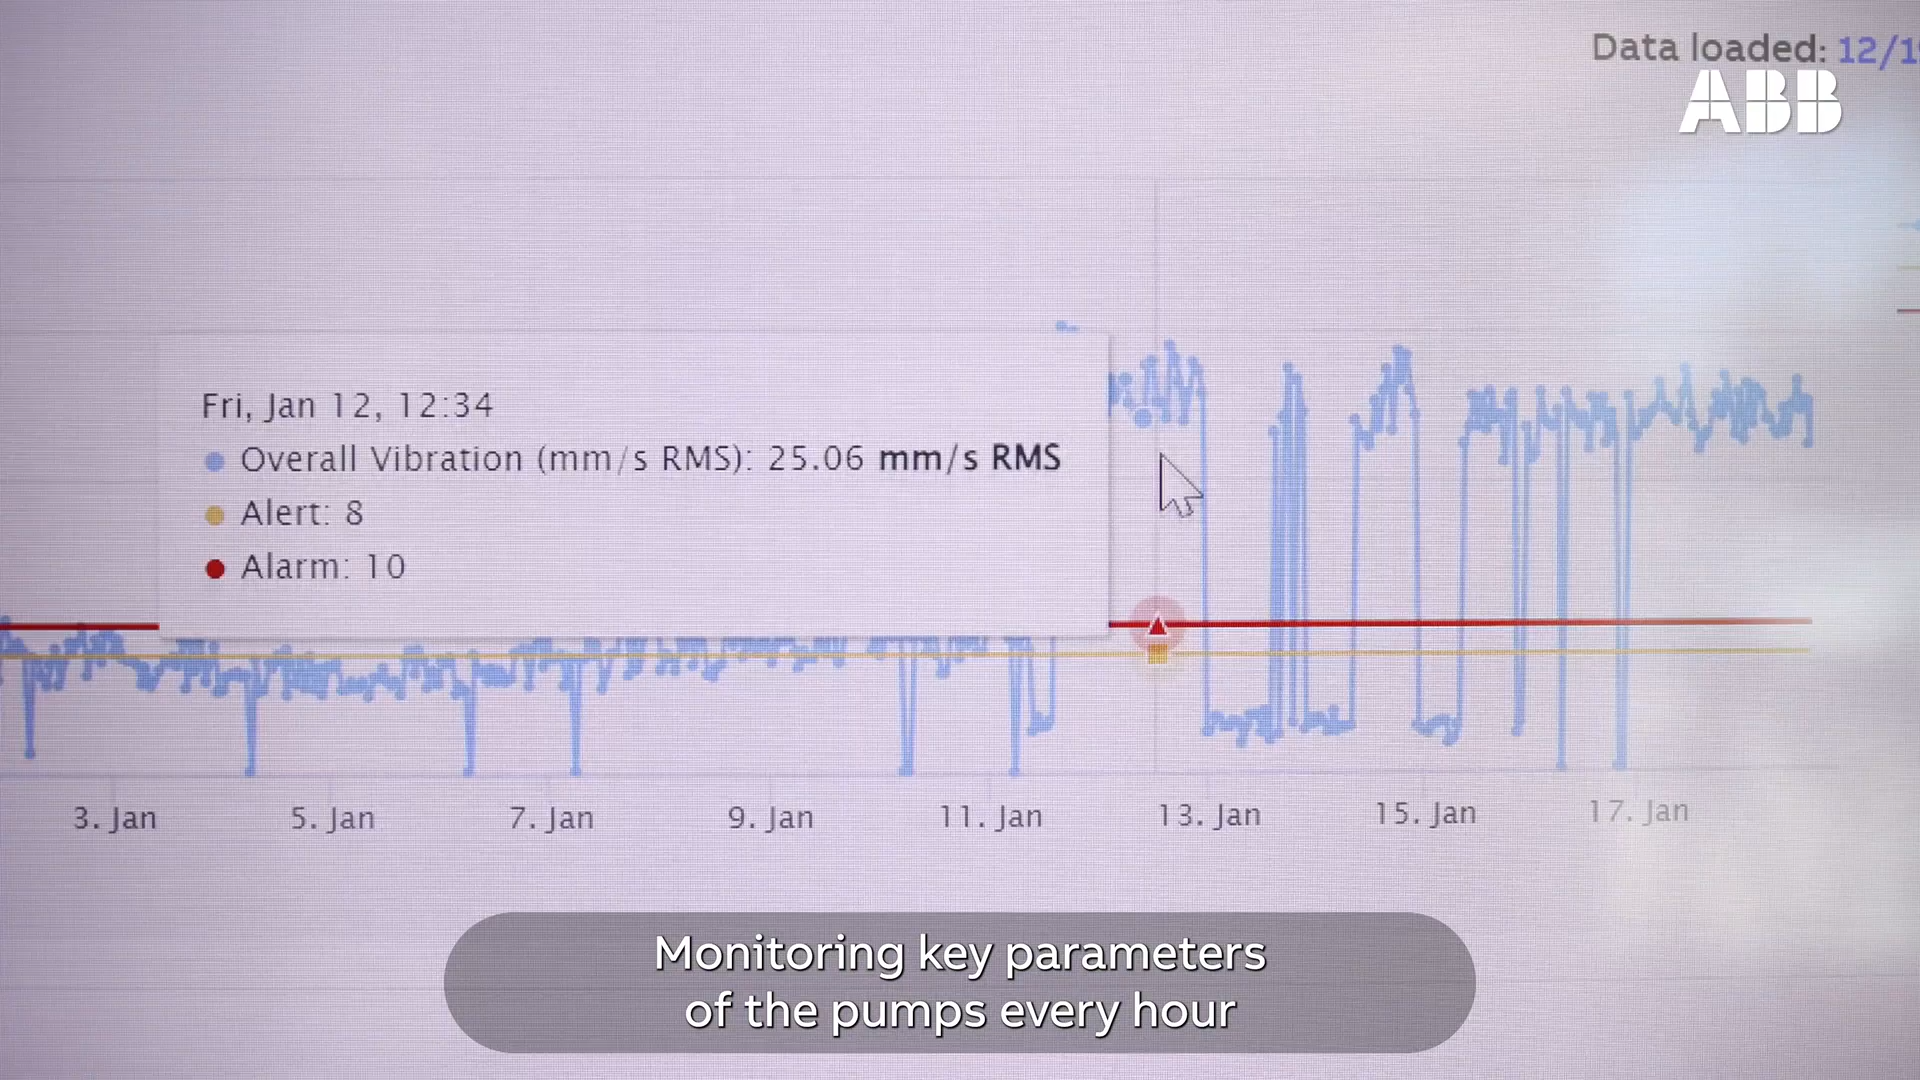 Data loaded: 12/1
ABB
Fri, Jan 12, 12:34
Overall Vibration (mm/s RMS): 25.06 mm/s RMS
Alert: 8
Alarm: 10
3. Jan 5. Jan 7. Jan 9. Jan 11. Jan 13. Jan 15. Jan 17. Jan
Monitoring key parameters
of the pumps every hour